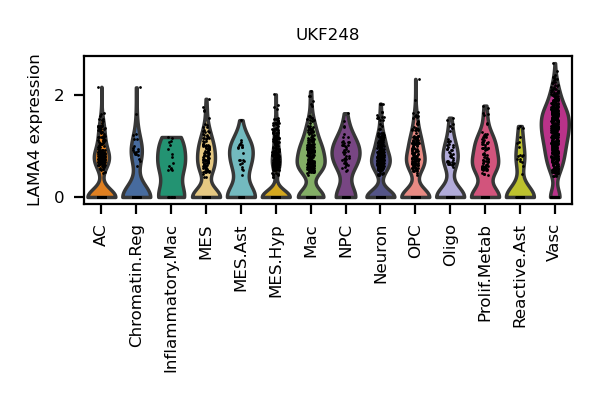 UKF248
LAMA4 expression
2
0
AC
Chromatin.Reg
Inflammatory.Mac
MES
MES.Ast
MES.Hyp
Mac
NPC
Neuron
OPC
Oligo
Prolif.Metab
Reactive.Ast
Vasc